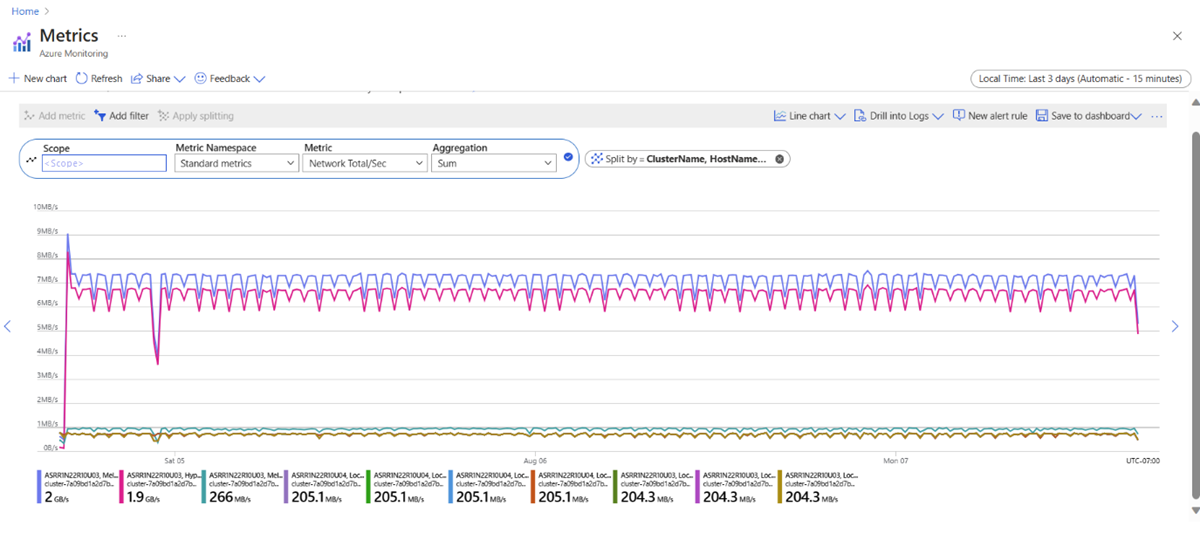 Home >
Metrics ...
Azure Monitoring
New chart Refresh Share Feedback Local Time: Last 3 days (Automatic - 15 minutes)
Add metric Add filter Apply splitting Line chart Drill into Logs New alert rule Save to dashboard ...
Scope Metric Namespace Metric Aggregation
<Scope> Standard metrics Network Total/Sec Sum Split by = ClusterName, HostName...
10MB/s
9MB/s
8MB/s
7MB/s
6MB/s
5MB/s
4MB/s
3MB/s
2MB/s
1MB/s
0B/s
Sat 05 Aug 06 Mon 07 UTC-07:00
ASRR1N22R10U03, Mel... ASRR1N22R10U03, Hyp... ASRR1N22R10U03, Mel... ASRR1N22R10U04, Loc... ASRR1N22R10U04, Loc... ASRR1N22R10U04, Loc... ASRR1N22R10U04, Loc... ASRR1N22R10U03, Loc... ASRR1N22R10U03, Loc... ASRR1N22R10U03, Loc...
cluster-7a09bd1a2d7b... cluster-7a09bd1a2d7b... cluster-7a09bd1a2d7b... cluster-7a09bd1a2d7b... cluster-7a09bd1a2d7b... cluster-7a09bd1a2d7b... cluster-7a09bd1a2d7b... cluster-7a09bd1a2d7b... cluster-7a09bd1a2d7b... cluster-7a09bd1a2d7b...
2 GB/s 1.9 GB/s 266 MB/s 205.1 MB/s 205.1 MB/s 205.1 MB/s 205.1 MB/s 204.3 MB/s 204.3 MB/s 204.3 MB/s